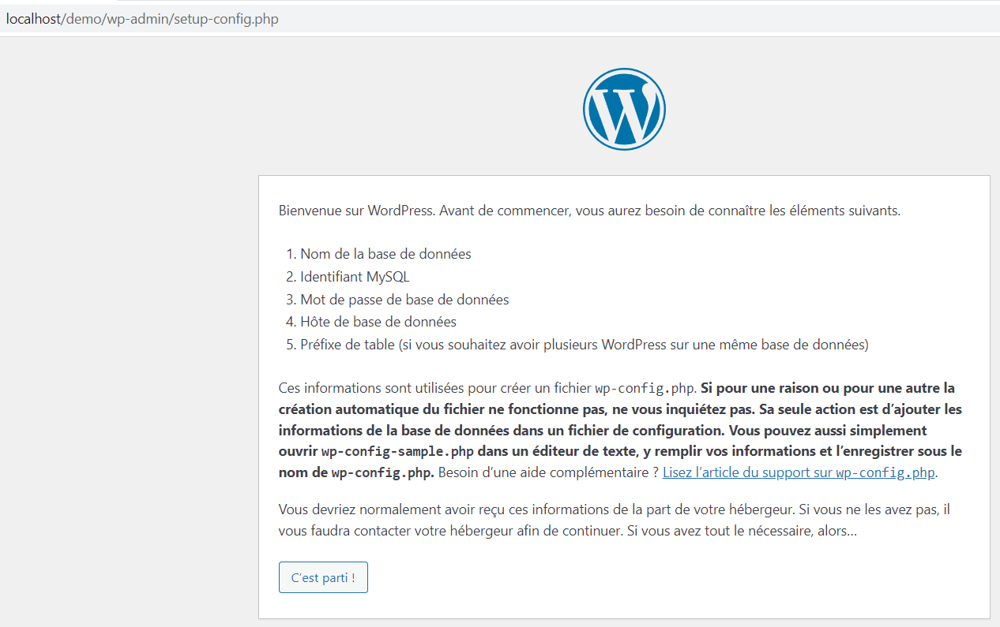 localhost/demo/wp-admin/setup-config.php
Bienvenue sur WordPress. Avant de commencer, vous aurez besoin de connaître les éléments suivants.
1. Nom de la base de données
2. Identifiant MySQL
3. Mot de passe de base de données
4. Hôte de base de données
5. Préfixe de table (si vous souhaitez avoir plusieurs WordPress sur une même base de données)
Ces informations sont utilisées pour créer un fichier wp-config.php. Si pour une raison ou pour une autre la
création automatique du fichier ne fonctionne pas, ne vous inquiétez pas. Sa seule action est d’ajouter les
informations de la base de données dans un fichier de configuration. Vous pouvez aussi simplement
ouvrir wp-config-sample.php dans un éditeur de texte, y remplir vos informations et l’enregistrer sous le
nom de wp-config.php. Besoin d’une aide complémentaire ? Lisez l’article du support sur wp-config.php.
Vous devriez normalement avoir reçu ces informations de la part de votre hébergeur. Si vous ne les avez pas, il
vous faudra contacter votre hébergeur afin de continuer. Si vous avez tout le nécessaire, alors…
C’est parti !